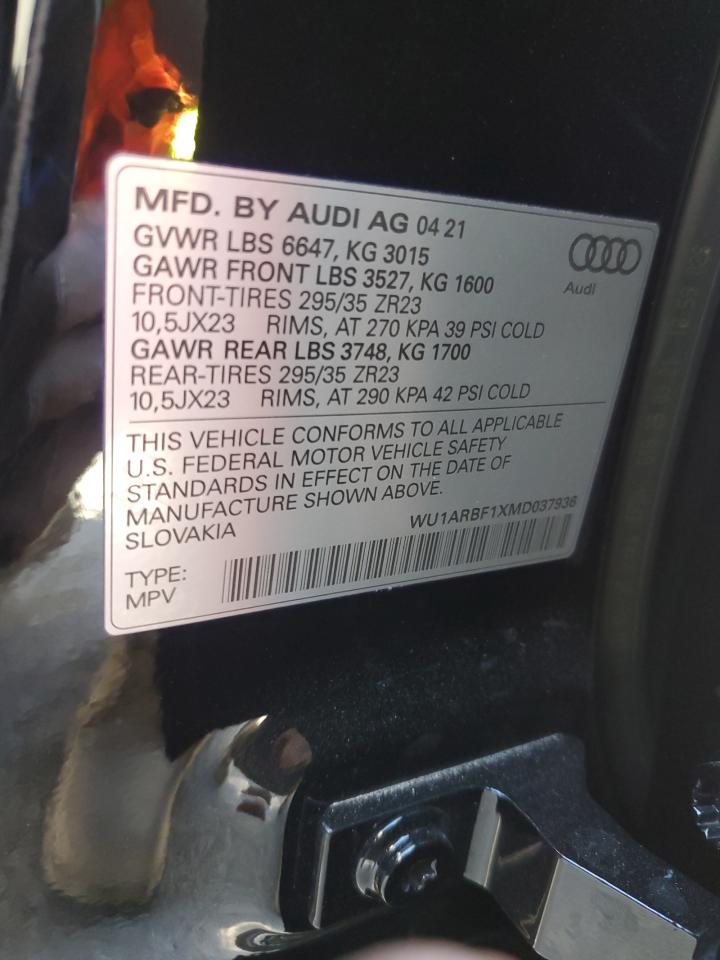 MFD. BY AUDI AG 04 21
GVWR LBS 6647, KG 3015
GAWR FRONT LBS 3527, KG 1600
FRONT-TIRES 295/35 ZR23
10,5JX23 RIMS, AT 270 KPA 39 PSI COLD
GAWR REAR LBS 3748, KG 1700
REAR-TIRES 295/35 ZR23
10,5JX23 RIMS, AT 290 KPA 42 PSI COLD
Audi
THIS VEHICLE CONFORMS TO ALL APPLICABLE
U.S. FEDERAL MOTOR VEHICLE SAFETY
STANDARDS IN EFFECT ON THE DATE OF
MANUFACTURE SHOWN ABOVE.
SLOVAKIA
WU1ARBF1XMD037936
TYPE:
MPV